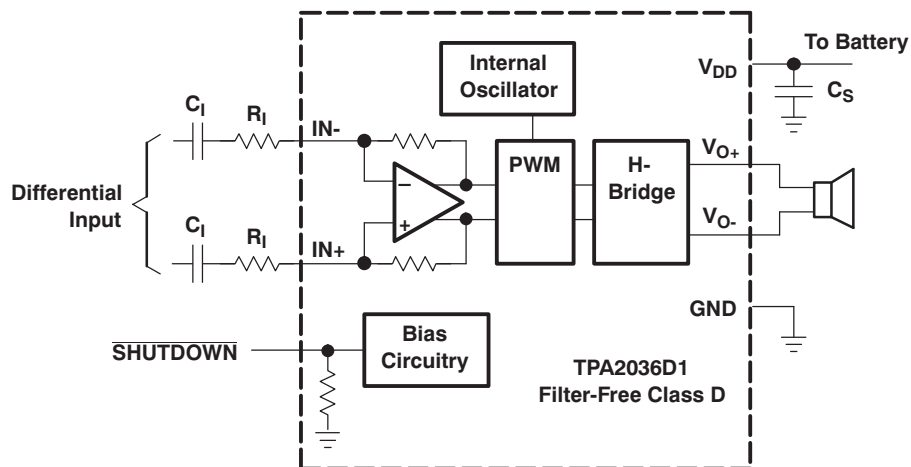 To Battery
Internal
Oscillator
V_DD
C_S
C_I
R_I
IN-
PWM
H-
Bridge
V_O+
−
Differential
Input
+
V_O-
C_I
R_I
IN+
GND
SHUTDOWN
Bias
Circuitry
TPA2036D1
Filter-Free Class D